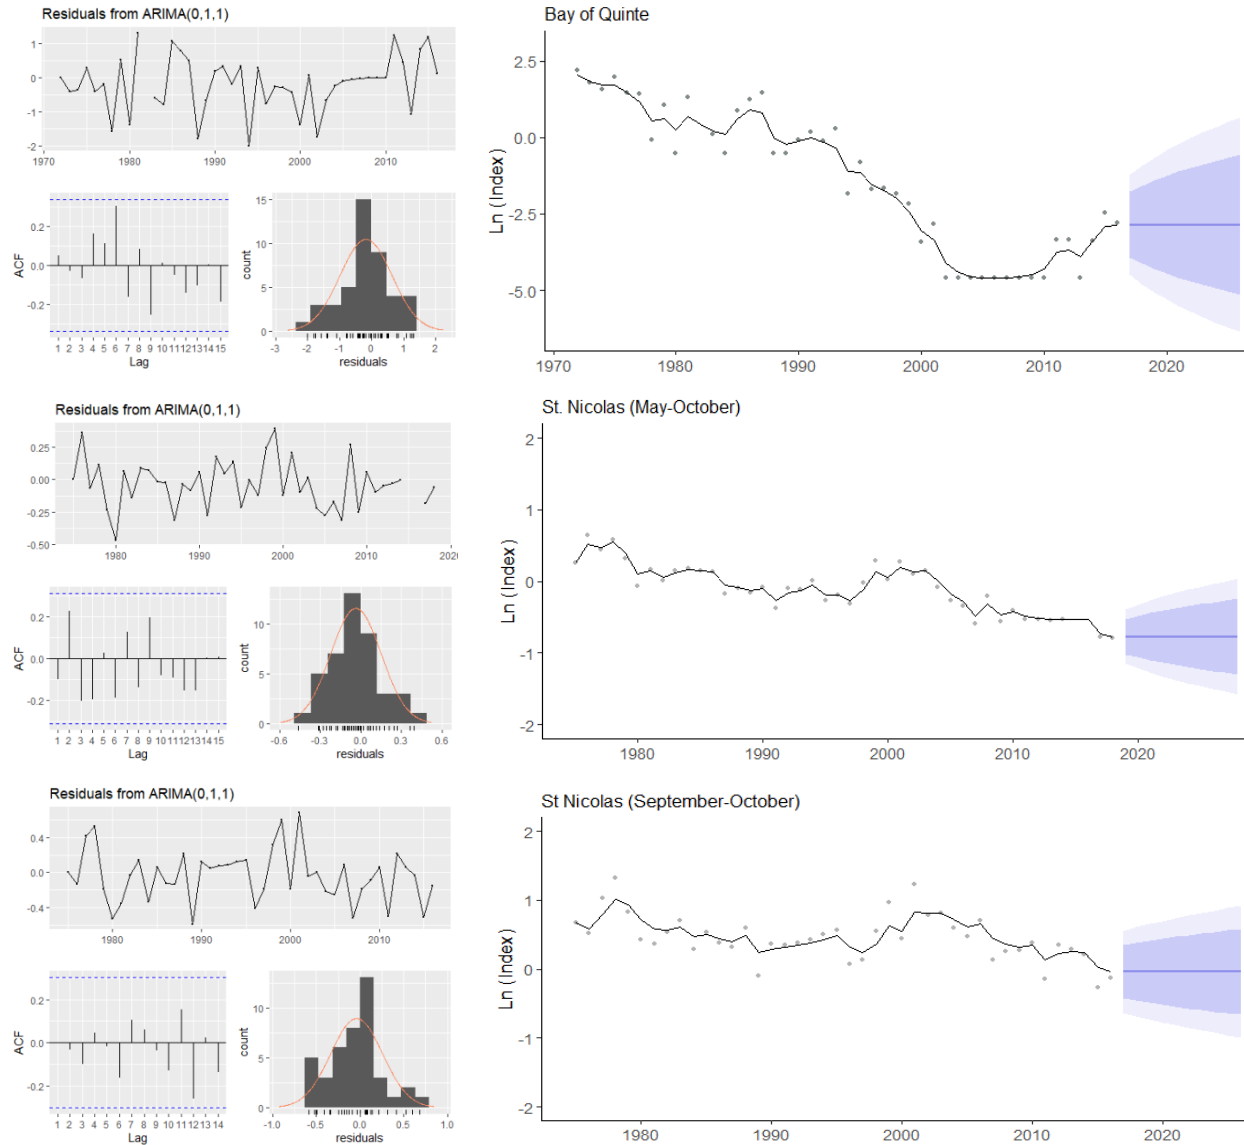 Residuals from ARIMA(0,1,1)
1
0
-1
-2
1970 1980 1990 2000 2010
ACF
0.2
0.0
-0.2
1 2 3 4 5 6 7 8 9 10 11 12 13 14 15
Lag
count
15
10
5
0
-3 -2 -1 0 1 2
residuals
Bay of Quinte
Ln (Index)
2.5
0.0
-2.5
-5.0
1970 1980 1990 2000 2010 2020
Residuals from ARIMA(0,1,1)
0.25
0.00
-0.25
-0.50
1980 1990 2000 2010 2020
ACF
0.2
0.0
-0.2
1 2 3 4 5 6 7 8 9 10 11 12 13 14 15
Lag
count
10
5
0
-0.6 -0.3 0.0 0.3 0.6
residuals
St. Nicolas (May-October)
Ln (Index)
2
1
0
-1
-2
1980 1990 2000 2010 2020
Residuals from ARIMA(0,1,1)
0.4
0.0
-0.4
1980 1990 2000 2010
ACF
0.2
0.0
-0.2
1 2 3 4 5 6 7 8 9 10 11 12 13 14
Lag
count
10
5
0
-1.0 -0.5 0.0 0.5 1.0
residuals
St Nicolas (September-October)
Ln (Index)
2
1
0
-1
-2
1980 1990 2000 2010 2020